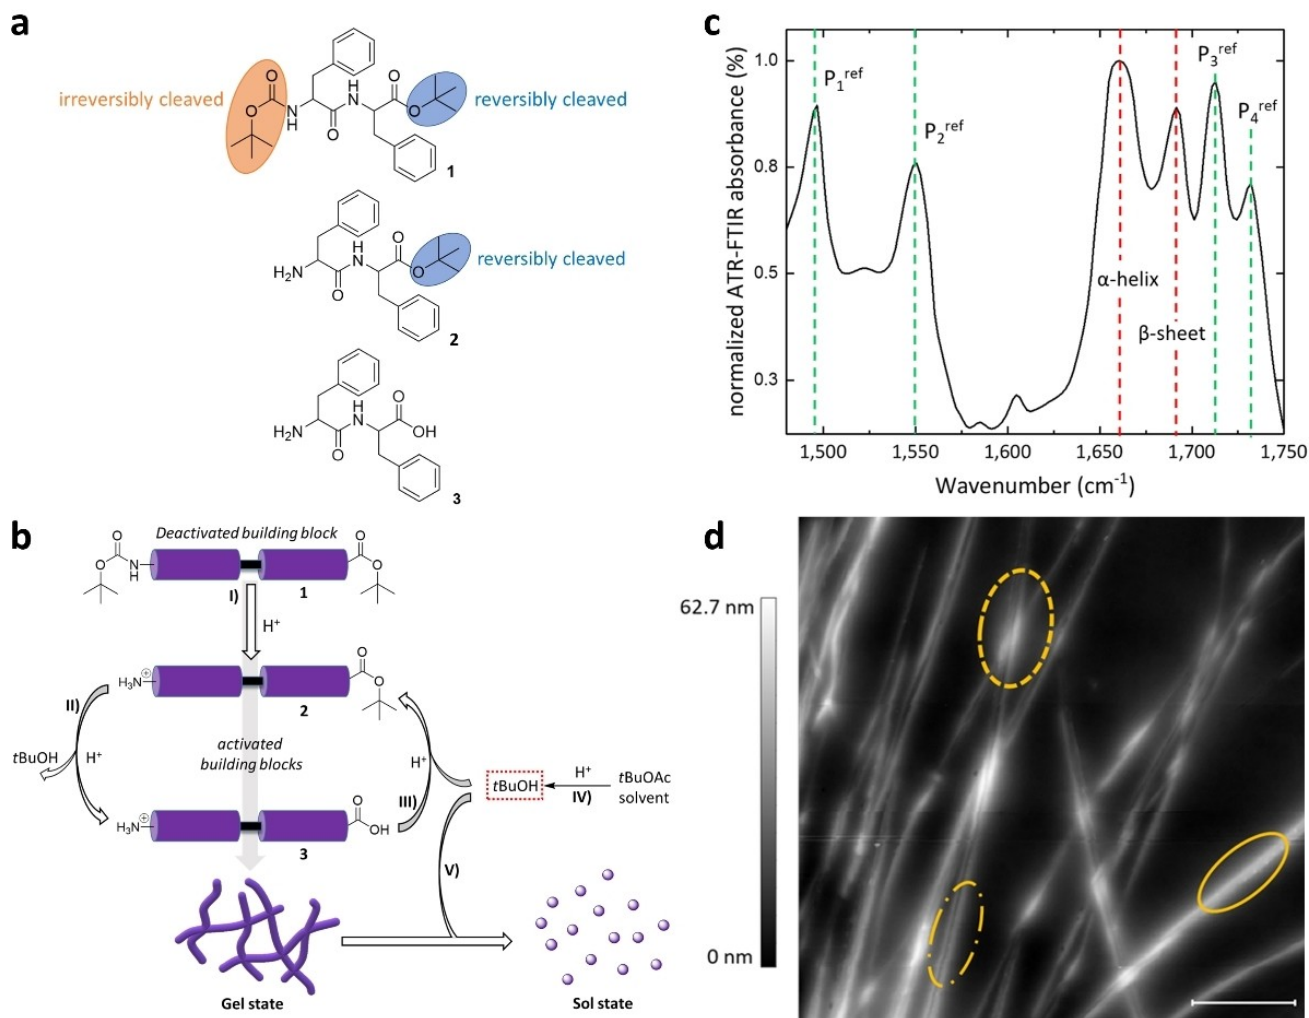 a
irreversibly cleaved
reversibly cleaved
O
O
N
H
H
N
O
O
O
1
H₂N
O
H
N
O
O
reversibly cleaved
2
H₂N
O
H
N
O
OH
3
b
Deactivated building block
O
O
N
H
O
O
1
I)
H⁺
H₃N⊕
O
O
2
II)
tBuOH
H⁺
activated
building blocks
H⁺
III)
tBuOH
H⁺
IV)
tBuOAc
solvent
H₃N⊕
O
OH
3
V)
Gel state
Sol state
c
normalized ATR-FTIR absorbance (%)
1.0
0.8
0.5
0.3
P₁ʳᵉᶠ
P₂ʳᵉᶠ
P₃ʳᵉᶠ
P₄ʳᵉᶠ
α-helix
β-sheet
1,500
1,550
1,600
1,650
1,700
1,750
Wavenumber (cm⁻¹)
d
62.7 nm
0 nm